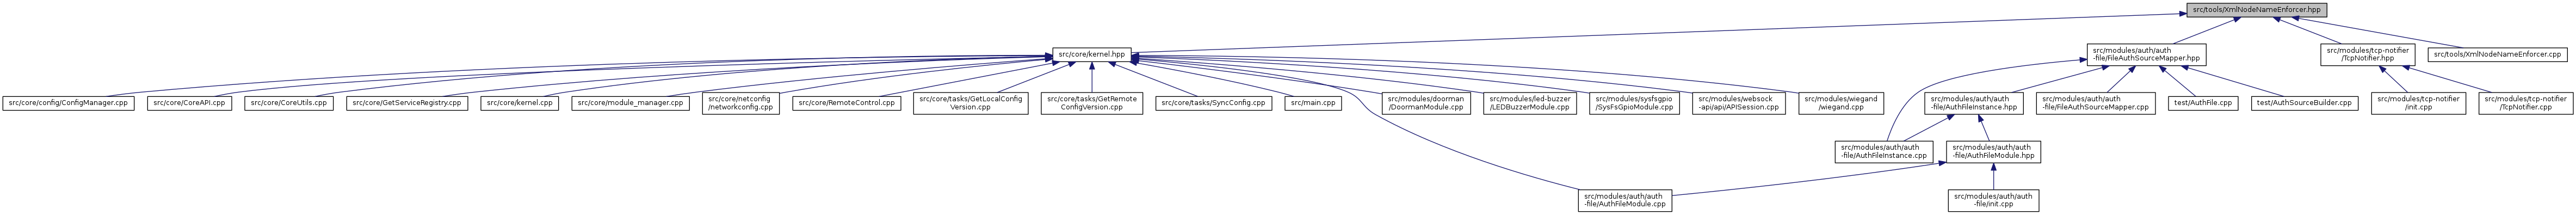 src/tools/XmlNodeNameEnforcer.hpp
src/core/kernel.hpp
src/modules/auth/auth
-file/FileAuthSourceMapper.hpp
src/modules/tcp-notifier
/TcpNotifier.hpp
src/tools/XmlNodeNameEnforcer.cpp
src/core/config/ConfigManager.cpp
src/core/CoreAPI.cpp
src/core/CoreUtils.cpp
src/core/GetServiceRegistry.cpp
src/core/kernel.cpp
src/core/module_manager.cpp
src/core/netconfig
/networkconfig.cpp
src/core/RemoteControl.cpp
src/core/tasks/GetLocalConfig
Version.cpp
src/core/tasks/GetRemote
ConfigVersion.cpp
src/core/tasks/SyncConfig.cpp
src/main.cpp
src/modules/doorman
/DoormanModule.cpp
src/modules/led-buzzer
/LEDBuzzerModule.cpp
src/modules/sysfsgpio
/SysFsGpioModule.cpp
src/modules/websock
-api/api/APISession.cpp
src/modules/wiegand
/wiegand.cpp
src/modules/auth/auth
-file/AuthFileInstance.hpp
src/modules/auth/auth
-file/FileAuthSourceMapper.cpp
test/AuthFile.cpp
test/AuthSourceBuilder.cpp
src/modules/tcp-notifier
/init.cpp
src/modules/tcp-notifier
/TcpNotifier.cpp
src/modules/auth/auth
-file/AuthFileInstance.cpp
src/modules/auth/auth
-file/AuthFileModule.hpp
src/modules/auth/auth
-file/AuthFileModule.cpp
src/modules/auth/auth
-file/init.cpp